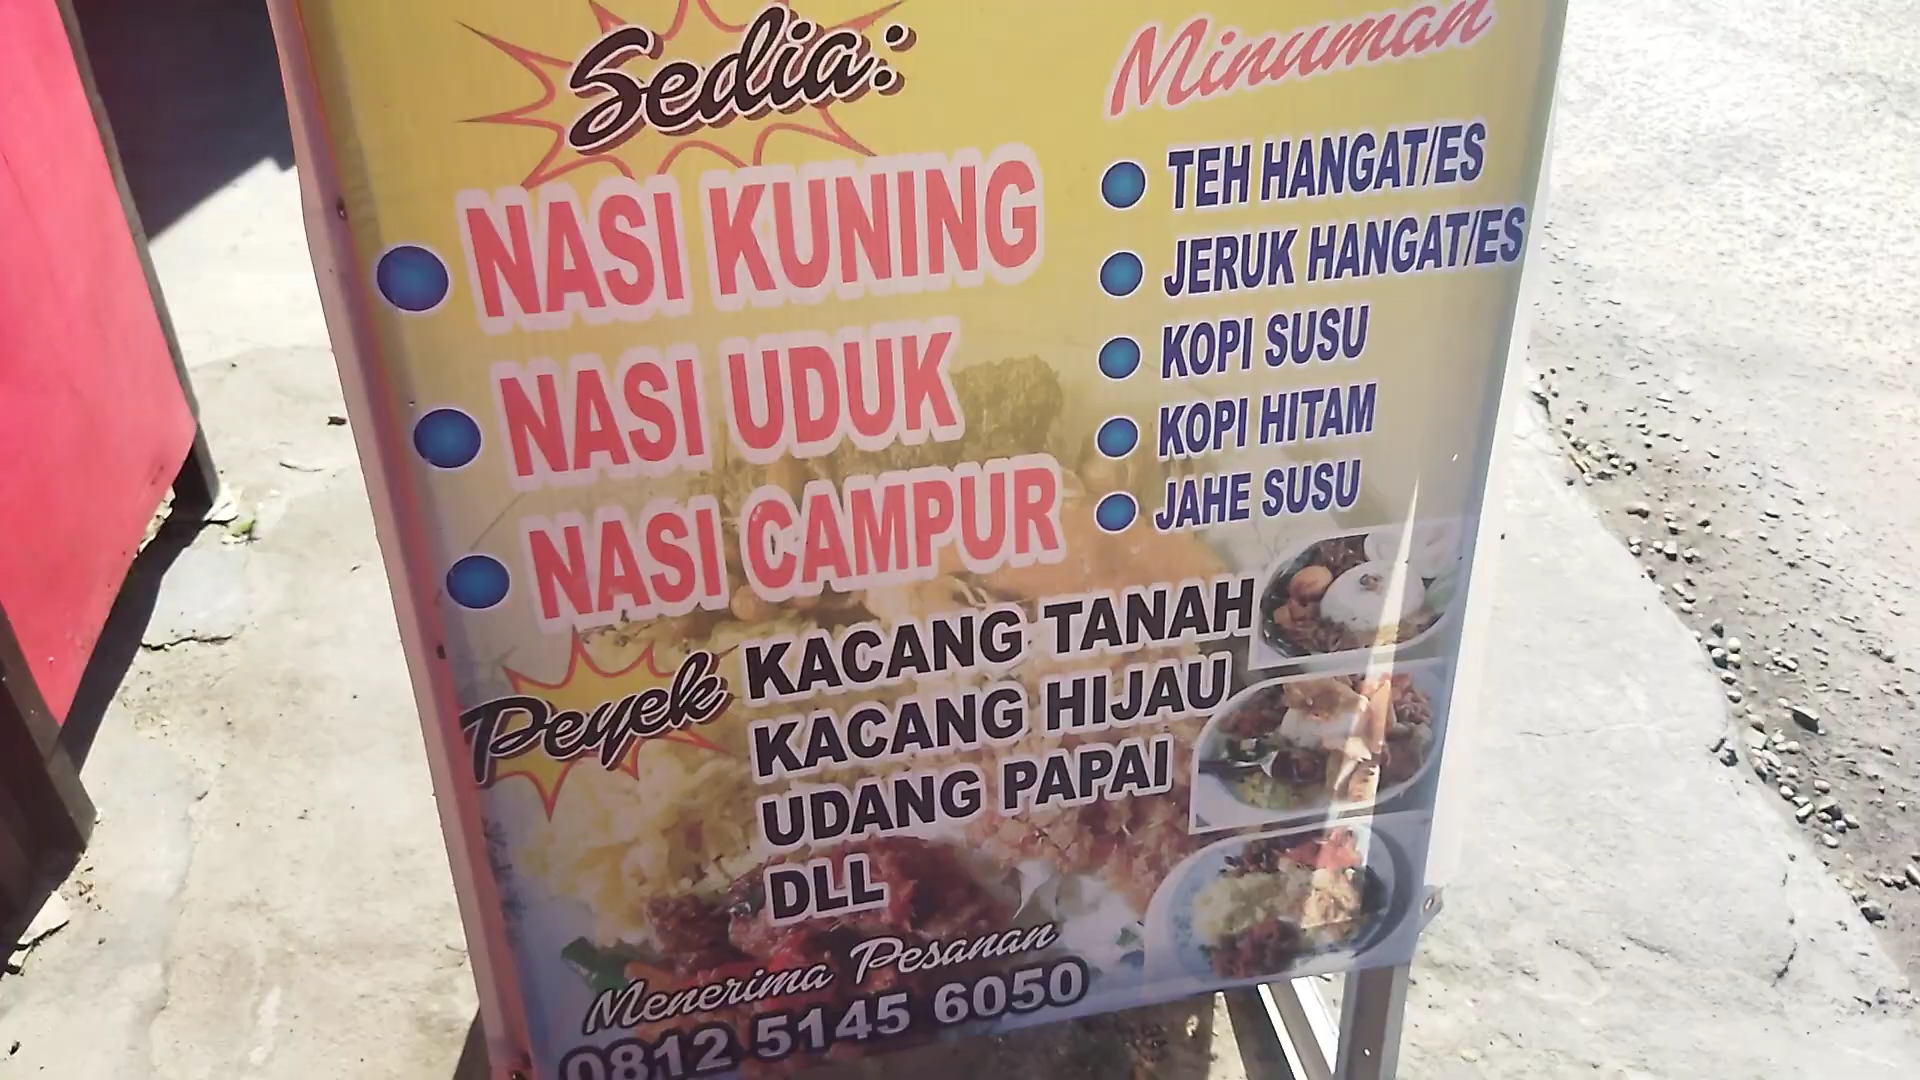 Sedia:
NASI KUNING
NASI UDUK
NASI CAMPUR
Minuman
TEH HANGAT/ES
JERUK HANGAT/ES
KOPI SUSU
KOPI HITAM
JAHE SUSU
Peyek KACANG TANAH
KACANG HIJAU
UDANG PAPAI
DLL
Menerima Pesanan
0812 5145 6050